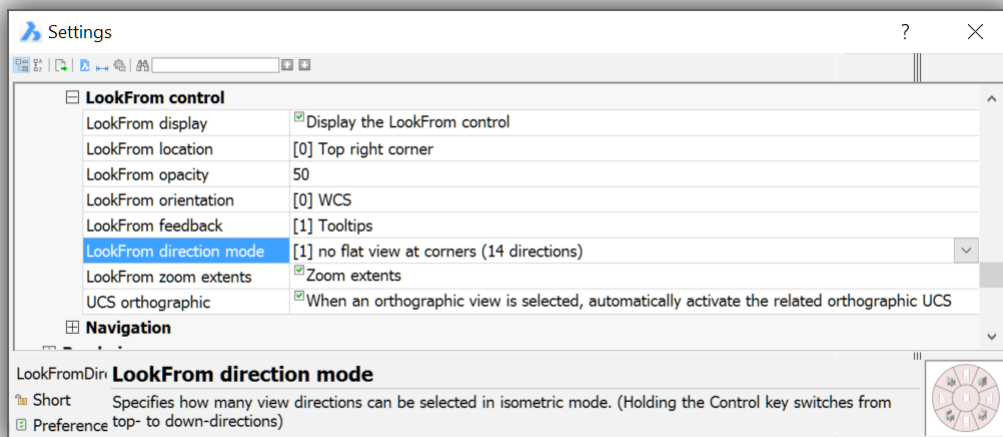 Settings
LookFrom control
LookFrom display Display the LookFrom control
LookFrom location [0] Top right corner
LookFrom opacity 50
LookFrom orientation [0] WCS
LookFrom feedback [1] Tooltips
LookFrom direction mode [1] no flat view at corners (14 directions)
LookFrom zoom extents Zoom extents
UCS orthographic When an orthographic view is selected, automatically activate the related orthographic UCS
Navigation
LookFromDire LookFrom direction mode
Short Specifies how many view directions can be selected in isometric mode. (Holding the Control key switches from
Preference top- to down-directions)